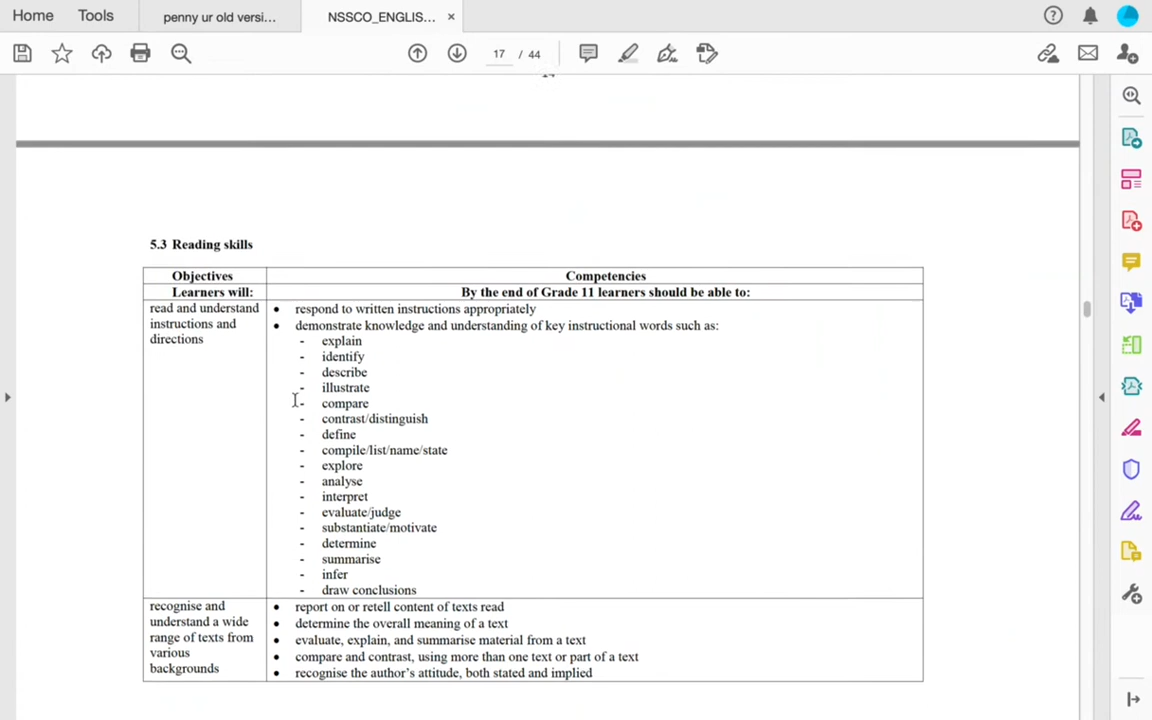 Home Tools penny ur old versi... NSSCO_ENGLIS... ×
17 / 44
5.3 Reading skills
Objectives Competencies
Learners will: By the end of Grade 11 learners should be able to:
read and understand
instructions and
directions
• respond to written instructions appropriately
• demonstrate knowledge and understanding of key instructional words such as:
- explain
- identify
- describe
- illustrate
- compare
- contrast/distinguish
- define
- compile/list/name/state
- explore
- analyse
- interpret
- evaluate/judge
- substantiate/motivate
- determine
- summarise
- infer
- draw conclusions
recognise and
understand a wide
range of texts from
various
backgrounds
• report on or retell content of texts read
• determine the overall meaning of a text
• evaluate, explain, and summarise material from a text
• compare and contrast, using more than one text or part of a text
• recognise the author's attitude, both stated and implied